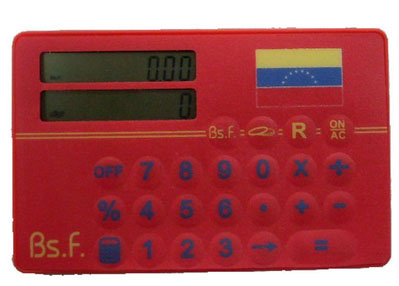 0.00
0
Bs.F. = = R = ON/AC
OFF 7 8 9 0 X ÷
% 4 5 6 . + -
Bs.F. 1 2 3 → =